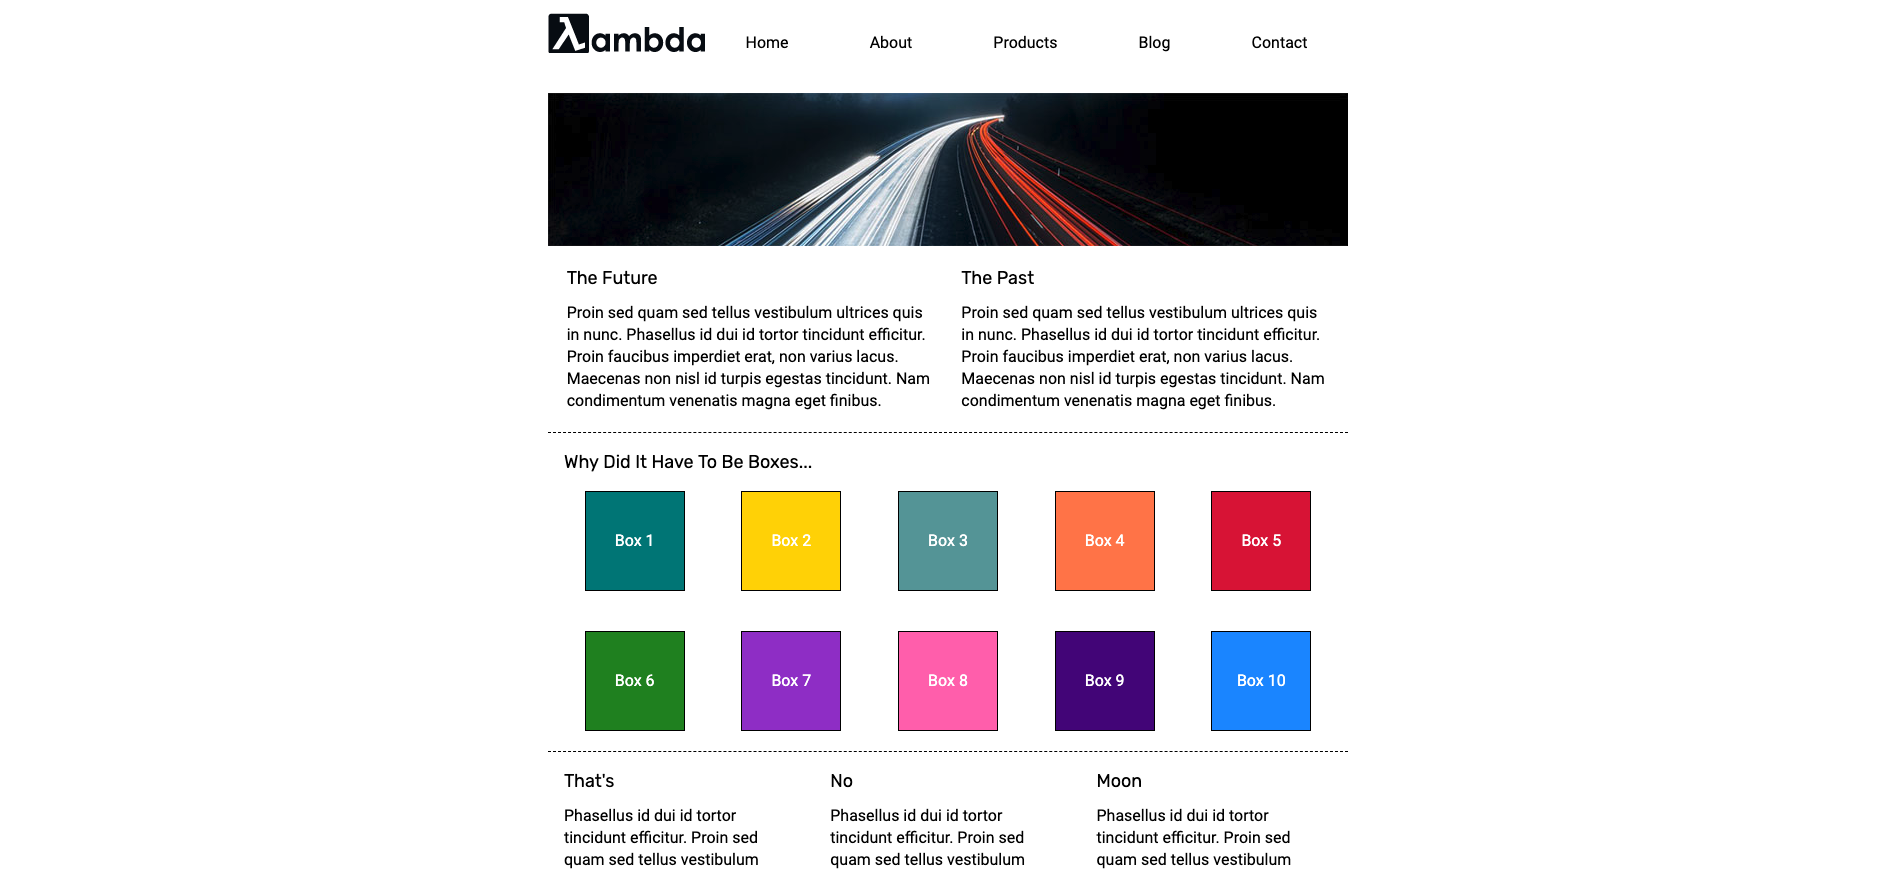 λambda
Home About Products Blog Contact
The Future
Proin sed quam sed tellus vestibulum ultrices quis
in nunc. Phasellus id dui id tortor tincidunt efficitur.
Proin faucibus imperdiet erat, non varius lacus.
Maecenas non nisl id turpis egestas tincidunt. Nam
condimentum venenatis magna eget finibus.
The Past
Proin sed quam sed tellus vestibulum ultrices quis
in nunc. Phasellus id dui id tortor tincidunt efficitur.
Proin faucibus imperdiet erat, non varius lacus.
Maecenas non nisl id turpis egestas tincidunt. Nam
condimentum venenatis magna eget finibus.
Why Did It Have To Be Boxes...
Box 1 Box 2 Box 3 Box 4 Box 5
Box 6 Box 7 Box 8 Box 9 Box 10
That's
Phasellus id dui id tortor
tincidunt efficitur. Proin sed
quam sed tellus vestibulum
No
Phasellus id dui id tortor
tincidunt efficitur. Proin sed
quam sed tellus vestibulum
Moon
Phasellus id dui id tortor
tincidunt efficitur. Proin sed
quam sed tellus vestibulum